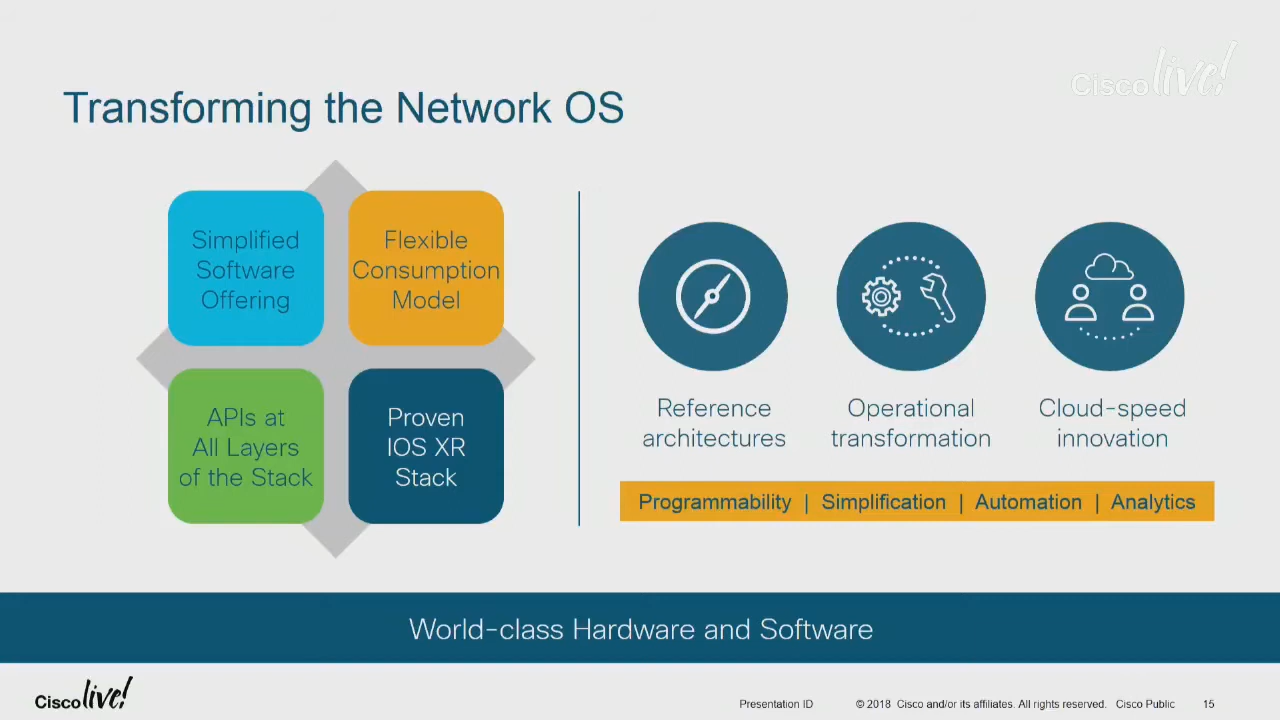 Cisco live!
Transforming the Network OS
Simplified
Software
Offering
Flexible
Consumption
Model
APIs at
All Layers
of the Stack
Proven
IOS XR
Stack
Reference
architectures
Operational
transformation
Cloud-speed
innovation
Programmability | Simplification | Automation | Analytics
World-class Hardware and Software
Cisco live!
Presentation ID
© 2018 Cisco and/or its affiliates. All rights reserved. Cisco Public
15